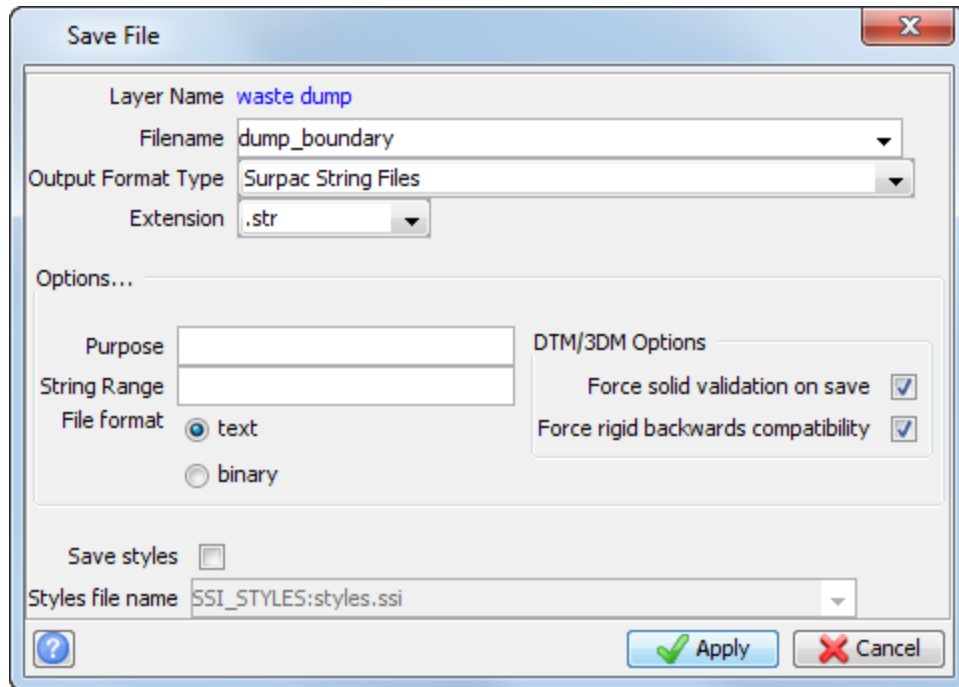 Save File
Layer Name waste dump
Filename dump_boundary
Output Format Type Surpac String Files
Extension .str
Options...
Purpose
String Range
File format text
binary
DTM/3DM Options
Force solid validation on save
Force rigid backwards compatibility
Save styles
Styles file name SSI_STYLES:styles.ssi
? Apply Cancel